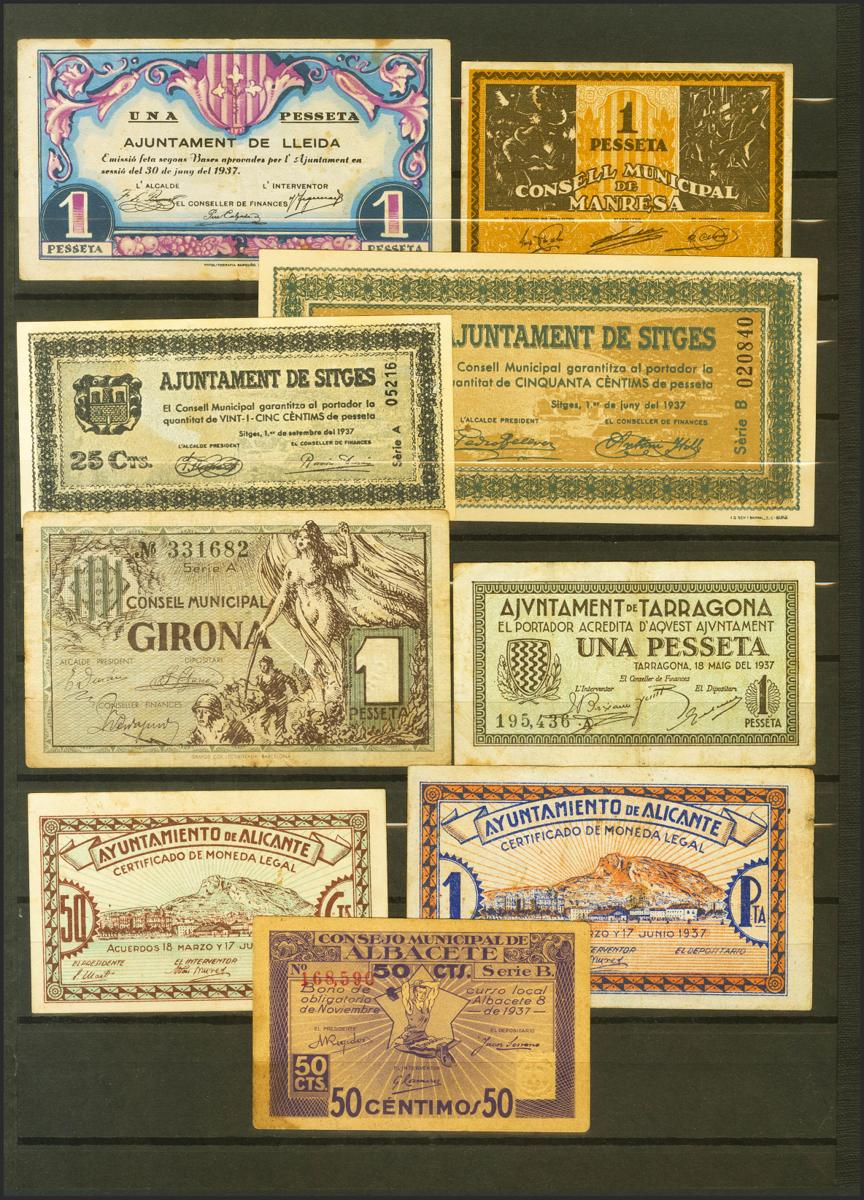 UNA PESSETA
AJUNTAMENT DE LLEIDA
Emissió feta segons Bases aprovades per l'Ajuntament en
sessió del 30 de juny del 1937.
L'ALCALDE L'INTERVENTOR
EL CONSELLER DE FINANCES
1 1
PESSETA PESSETA
1
PESSETA
CONSELL MUNICIPAL
DE
MANRESA
AJUNTAMENT DE SITGES
El Consell Municipal garantitza al portador la
quantitat de VINT-I-CINC CÈNTIMS de pesseta
Sitges, 1.er de setembre del 1937
L'ALCALDE PRESIDENT EL CONSELLER DE FINANCES
25 CTS.
Sèrie A 05216
JUNTAMENT DE SITGES
Consell Municipal garantitza al portador la
uantitat de CINQUANTA CÈNTIMS de pesseta
Sitges, 1.er de juny del 1937
L'ALCALDE PRESIDENT EL CONSELLER DE FINANCES
Sèrie B 020840
Nº 331682
Sèrie A
CONSELL MUNICIPAL
GIRONA
ALCALDE PRESIDENT DIPOSITARI
CONSELLER FINANCES
1
PESSETA
AJVNTAMENT DE TARRAGONA
EL PORTADOR ACREDITA D'AQVEST AJVNTAMENT
UNA PESSETA
TARRAGONA, 18 MAIG DEL 1937
El Conseller de Finances
L'Interventor El Dipositari
195,436 A
1
PESSETA
AYUNTAMIENTO DE ALICANTE
CERTIFICADO DE MONEDA LEGAL
50 CTS
ACUERDOS 18 MARZO Y 17 JU
EL PRESIDENTE EL INTERVENTOR
AYUNTAMIENTO DE ALICANTE
CERTIFICADO DE MONEDA LEGAL
1 PTA
RZO Y 17 JUNIO 1937
INTERVENTOR EL DEPOSITARIO
CONSEJO MUNICIPAL DE
ALBACETE
Nº 168,599 50 CTS. Serie B.
Bono de curso local
obligatorio Albacete 8
de Noviembre de 1937
EL PRESIDENTE EL DEPOSITARIO
EL INTERVENTOR
50
CTS.
50 CÉNTIMOS 50